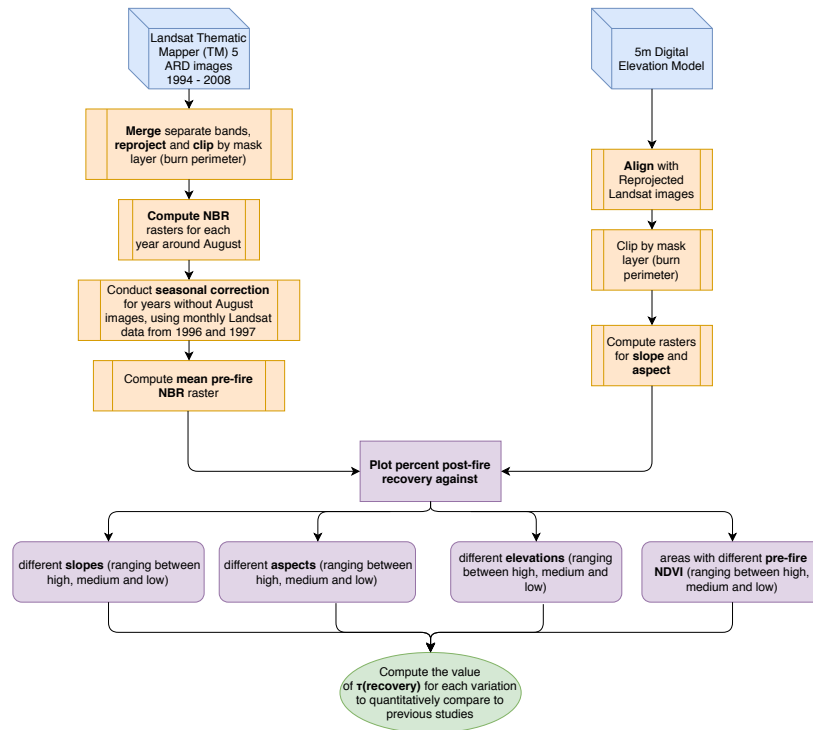 Landsat Thematic
Mapper (TM) 5
ARD images
1994 - 2008
5m Digital
Elevation Model
Merge separate bands,
reproject and clip by mask
layer (burn perimeter)
Align with
Reprojected
Landsat images
Compute NBR
rasters for each
year around August
Clip by mask
layer (burn
perimeter)
Conduct seasonal correction
for years without August
images, using monthly Landsat
data from 1996 and 1997
Compute rasters
for slope and
aspect
Compute mean pre-fire
NBR raster
Plot percent post-fire
recovery against
different slopes (ranging between
high, medium and low)
different aspects (ranging between
high, medium and low)
different elevations (ranging
between high, medium and
low)
areas with different pre-fire
NDVI (ranging between high,
medium and low)
Compute the value
of τ(recovery) for each variation
to quantitatively compare to
previous studies